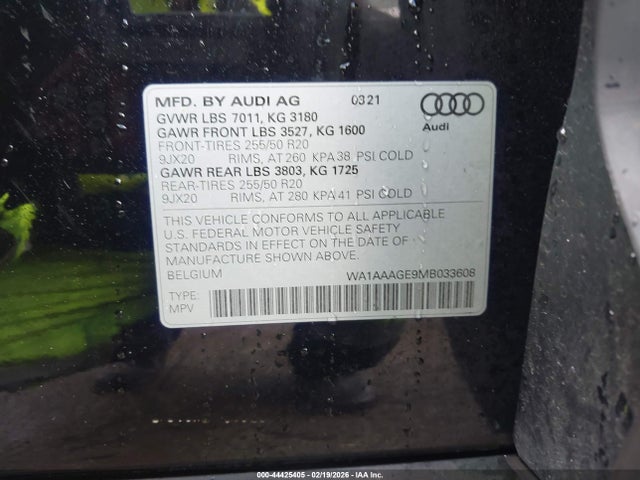 MFD. BY AUDI AG 0321
GVWR LBS 7011, KG 3180
GAWR FRONT LBS 3527, KG 1600
FRONT-TIRES 255/50 R20
9JX20 RIMS, AT 260 KPA 38 PSI COLD
GAWR REAR LBS 3803, KG 1725
REAR-TIRES 255/50 R20
9JX20 RIMS, AT 280 KPA 41 PSI COLD
Audi
THIS VEHICLE CONFORMS TO ALL APPLICABLE
U.S. FEDERAL MOTOR VEHICLE SAFETY
STANDARDS IN EFFECT ON THE DATE OF
MANUFACTURE SHOWN ABOVE.
BELGIUM WA1AAAGE9MB033608
TYPE:
MPV
000-44425405 - 02/19/2026 - IAA Inc.